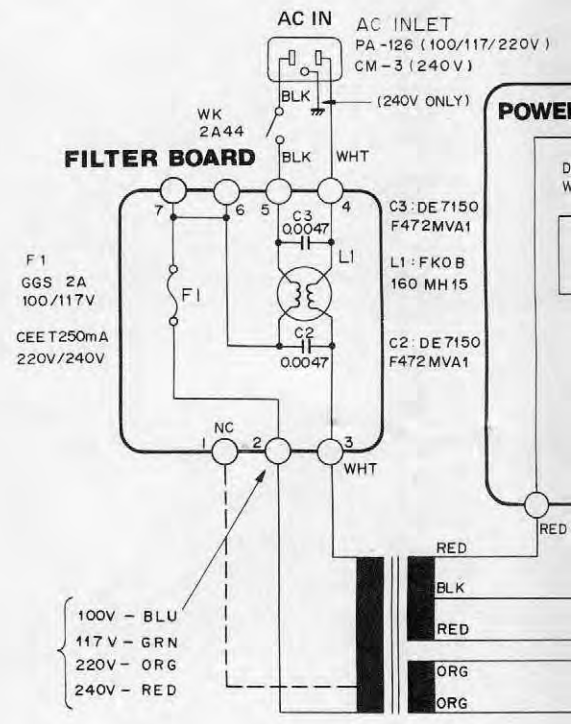 AC IN
AC INLET
PA-126 (100/117/220V)
CM-3 (240V)
BLK
(240V ONLY)
WK
2A44
POWE
FILTER BOARD
BLK
WHT
D
W
7
6
5
4
C3
0.0047
C3:DE7150
F472MVA1
F1
GGS 2A
100/117V
F1
L1
L1:FKOB
160 MH15
CEE T250mA
220V/240V
C2
0.0047
C2:DE7150
F472MVA1
NC
1
2
3
WHT
RED
RED
BLK
RED
ORG
ORG
100V - BLU
117V - GRN
220V - ORG
240V - RED